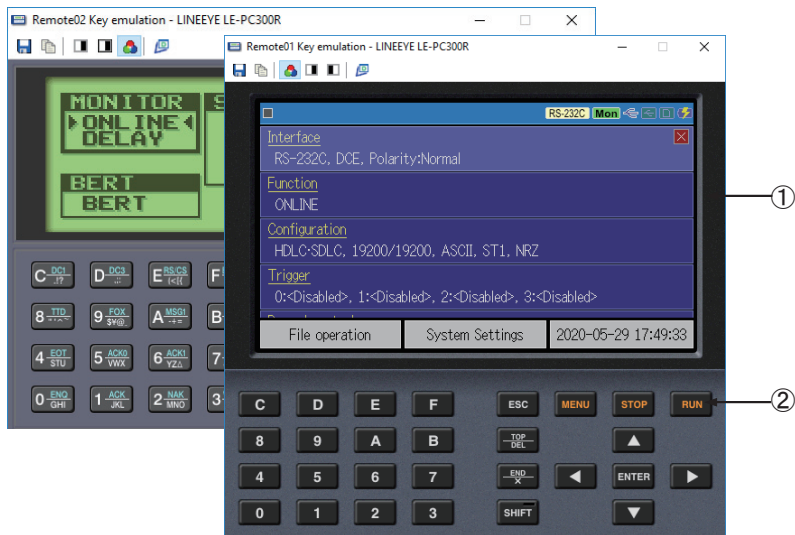 Remote02 Key emulation - LINEEYE LE-PC300R
MONITOR
ONLINE
DELAY
BERT
BERT
C DC1 .!?
D DC3 .;:
E RS/CS |<[{
F
8 TTD
9 FOX $¥@_
A MSG1 -+=
B
4 EOT STU
5 ACK0 VWX
6 ACK1 YZ△
7
0 ENQ GHI
1 ACK JKL
2 NAK MNO
3
Remote01 Key emulation - LINEEYE LE-PC300R
RS-232C Mon
Interface
RS-232C, DCE, Polarity:Normal
Function
ONLINE
Configuration
HDLC·SDLC, 19200/19200, ASCII, ST1, NRZ
Trigger
0:<Disabled>, 1:<Disabled>, 2:<Disabled>, 3:<Disabled>
File operation System Settings 2020-05-29 17:49:33
C D E F ESC MENU STOP RUN
8 9 A B TOP DEL
4 5 6 7 END X ENTER
0 1 2 3 SHIFT
①
②